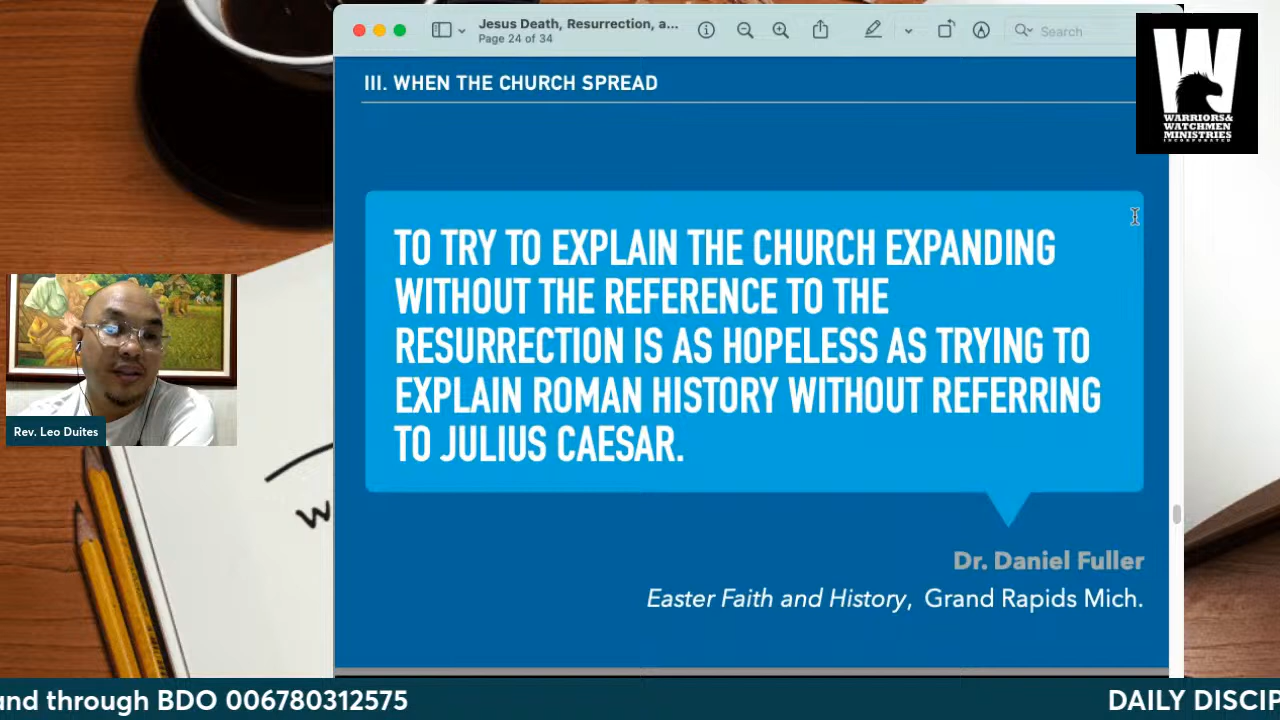 Jesus Death, Resurrection, a...
Page 24 of 34
Search
III. WHEN THE CHURCH SPREAD
W
WARRIORS&
WATCHMEN
MINISTRIES
INCORPORATED
TO TRY TO EXPLAIN THE CHURCH EXPANDING
WITHOUT THE REFERENCE TO THE
RESURRECTION IS AS HOPELESS AS TRYING TO
EXPLAIN ROMAN HISTORY WITHOUT REFERRING
TO JULIUS CAESAR.
Dr. Daniel Fuller
Easter Faith and History, Grand Rapids Mich.
Rev. Leo Duites
and through BDO 006780312575
DAILY DISCIP